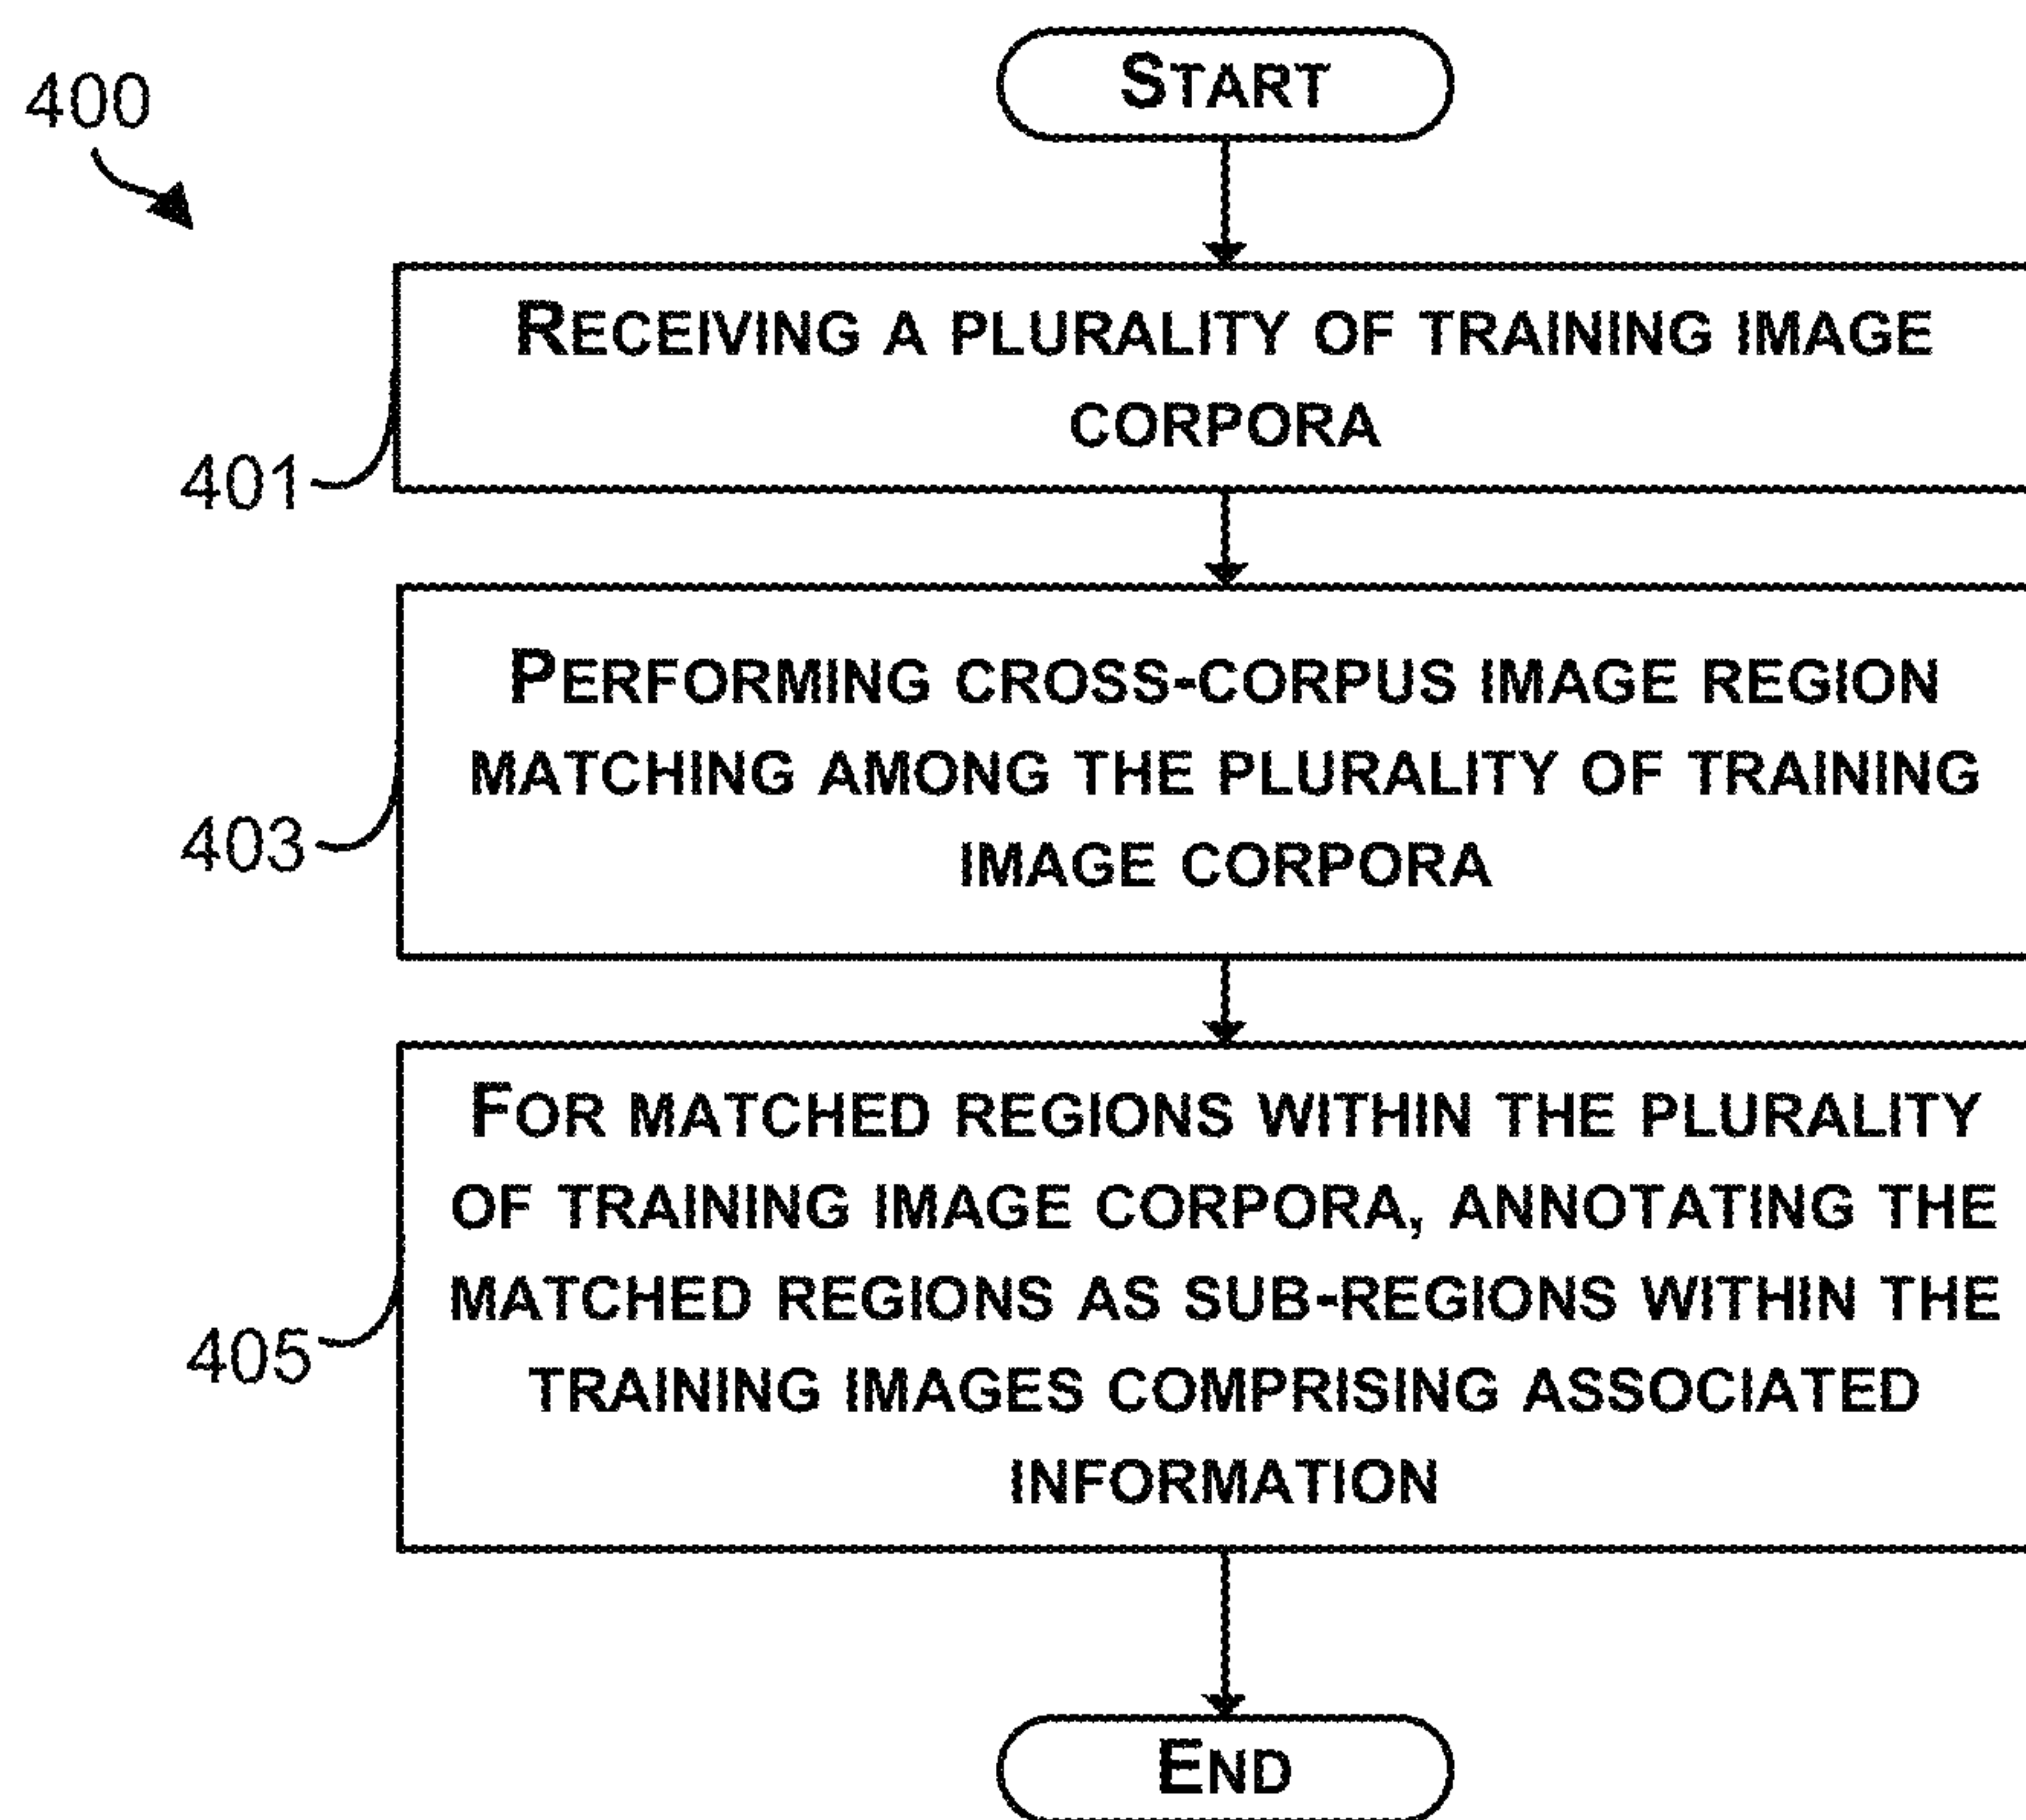 400
START
RECEIVING A PLURALITY OF TRAINING IMAGE
CORPORA
401
PERFORMING CROSS-CORPUS IMAGE REGION
MATCHING AMONG THE PLURALITY OF TRAINING
IMAGE CORPORA
403
FOR MATCHED REGIONS WITHIN THE PLURALITY
OF TRAINING IMAGE CORPORA, ANNOTATING THE
MATCHED REGIONS AS SUB-REGIONS WITHIN THE
TRAINING IMAGES COMPRISING ASSOCIATED
INFORMATION
405
END